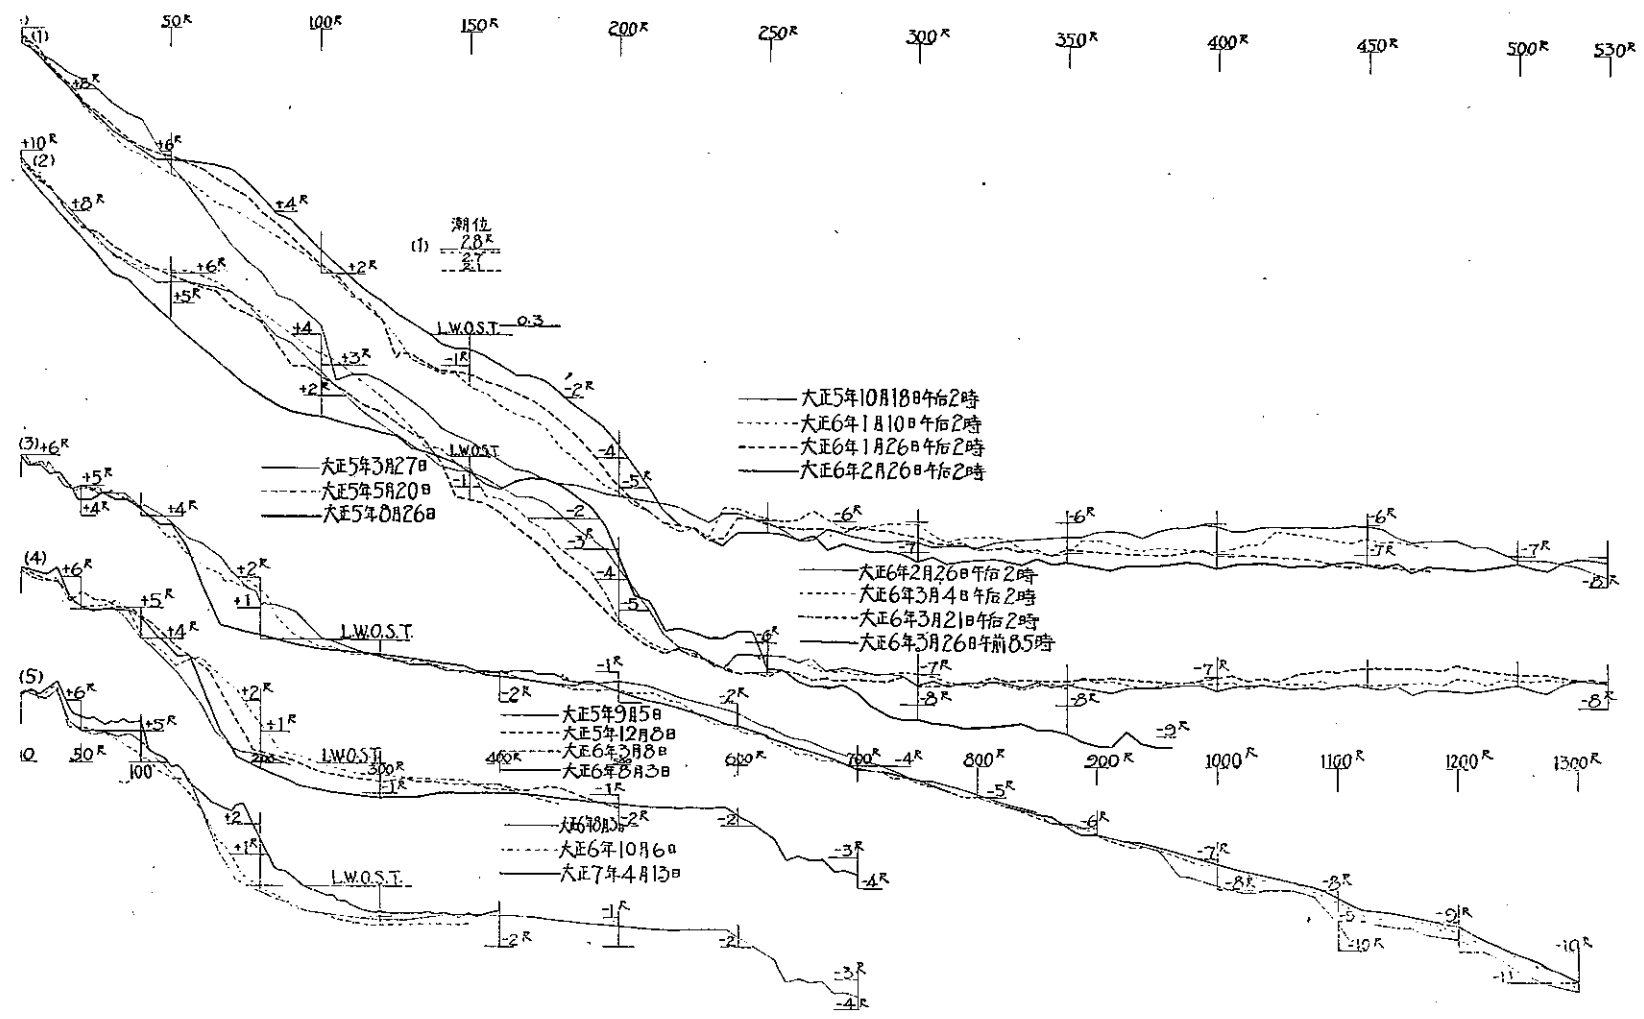 50R 100R 150R 200R 250R 300R 350R 400R 450R 500R 530R
(1)
+8R
+6R
+10R
(2)
+8R
+4R
潮位
(1) 2.8R
2.7
2.1
+6R
+2R
+5R
L.W.O.S.T. 0.3
+4
+3R
-1R
+2R
-2R
大正5年10月18日午后2時
大正6年1月10日午后2時
大正6年1月26日午后2時
大正6年2月26日午后2時
(3) +6R
L.W.O.S.T.
-4
大正5年3月27日
大正5年5月20日
大正5年8月26日
+5R
-1
-5R
+4R
+4R
-2
-6R
-6R
-6R
-3R
-7
-7R
-7R
-8R
(4)
+6R
+2R
-4
大正6年2月26日午后2時
大正6年3月4日午后2時
大正6年3月21日午后2時
大正6年3月26日午前8.5時
+5R
+1
-5
+4R
L.W.O.S.T.
-6R
-1R
-7R
-7R
(5)
+6R
+2R
-2R
-2
-8R
-8R
-8R
大正5年9月5日
大正5年12月8日
大正6年3月8日
大正6年8月3日
+5R
+1R
-9R
50R 100 200 L.W.O.S.T. 300R 400R 600R 700R -4R 800R 900R 1000R 1100R 1200R 1300R
-1R
-1R
-5R
+2
-2R
-2
-6R
大正6年8月3日
大正6年10月6日
大正7年4月13日
+1R
-3R
-7R
L.W.O.S.T.
-4R
-8R
-8R
-1R
-9
-9R
-2R
-2
-10R
-10R
-3R
-11
-4R